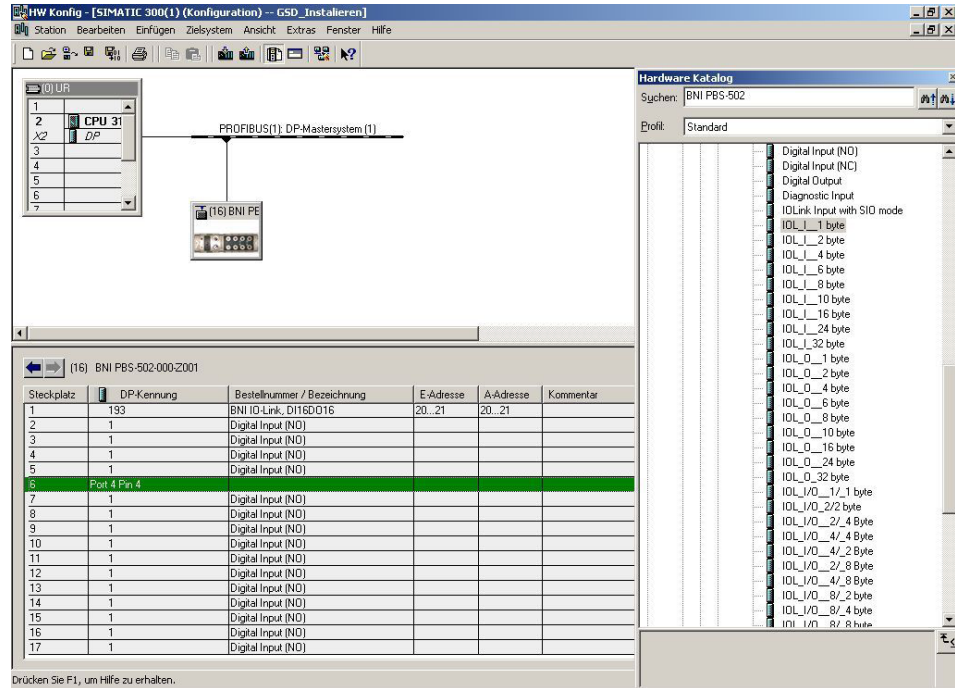 HW Konfig - [SIMATIC 300(1) (Konfiguration) -- GSD_Instalieren]
Station Bearbeiten Einfügen Zielsystem Ansicht Extras Fenster Hilfe
(0) UR
1
2 CPU 31
X2 DP
3
4
5
6
7
PROFIBUS(1): DP-Mastersystem (1)
(16) BNI PE
(16) BNI PBS-502-000-Z001
Steckplatz DP-Kennung Bestellnummer / Bezeichnung E-Adresse A-Adresse Kommentar
1 193 BNI IO-Link, DI16DO16 20...21 20...21
2 1 Digital Input (NO)
3 1 Digital Input (NO)
4 1 Digital Input (NO)
5 1 Digital Input (NO)
6 Port 4 Pin 4
7 1 Digital Input (NO)
8 1 Digital Input (NO)
9 1 Digital Input (NO)
10 1 Digital Input (NO)
11 1 Digital Input (NO)
12 1 Digital Input (NO)
13 1 Digital Input (NO)
14 1 Digital Input (NO)
15 1 Digital Input (NO)
16 1 Digital Input (NO)
17 1 Digital Input (NO)
Hardware Katalog
Suchen: BNI PBS-502
Profil: Standard
Digital Input (NO)
Digital Input (NC)
Digital Output
Diagnostic Input
IOLink Input with SIO mode
IOL_I__1 byte
IOL_I__2 byte
IOL_I__4 byte
IOL_I__6 byte
IOL_I__8 byte
IOL_I__10 byte
IOL_I__16 byte
IOL_I__24 byte
IOL_I_32 byte
IOL_O__1 byte
IOL_O__2 byte
IOL_O__4 byte
IOL_O__6 byte
IOL_O__8 byte
IOL_O__10 byte
IOL_O__16 byte
IOL_O__24 byte
IOL_O_32 byte
IOL_I/O__1/_1 byte
IOL_I/O_2/2 byte
IOL_I/O__2/_4 Byte
IOL_I/O__4/_4 Byte
IOL_I/O__4/_2 Byte
IOL_I/O__2/_8 Byte
IOL_I/O__4/_8 Byte
IOL_I/O__8/_2 byte
IOL_I/O__8/_4 byte
IOL_I/O__8/_8 byte
Drücken Sie F1, um Hilfe zu erhalten.